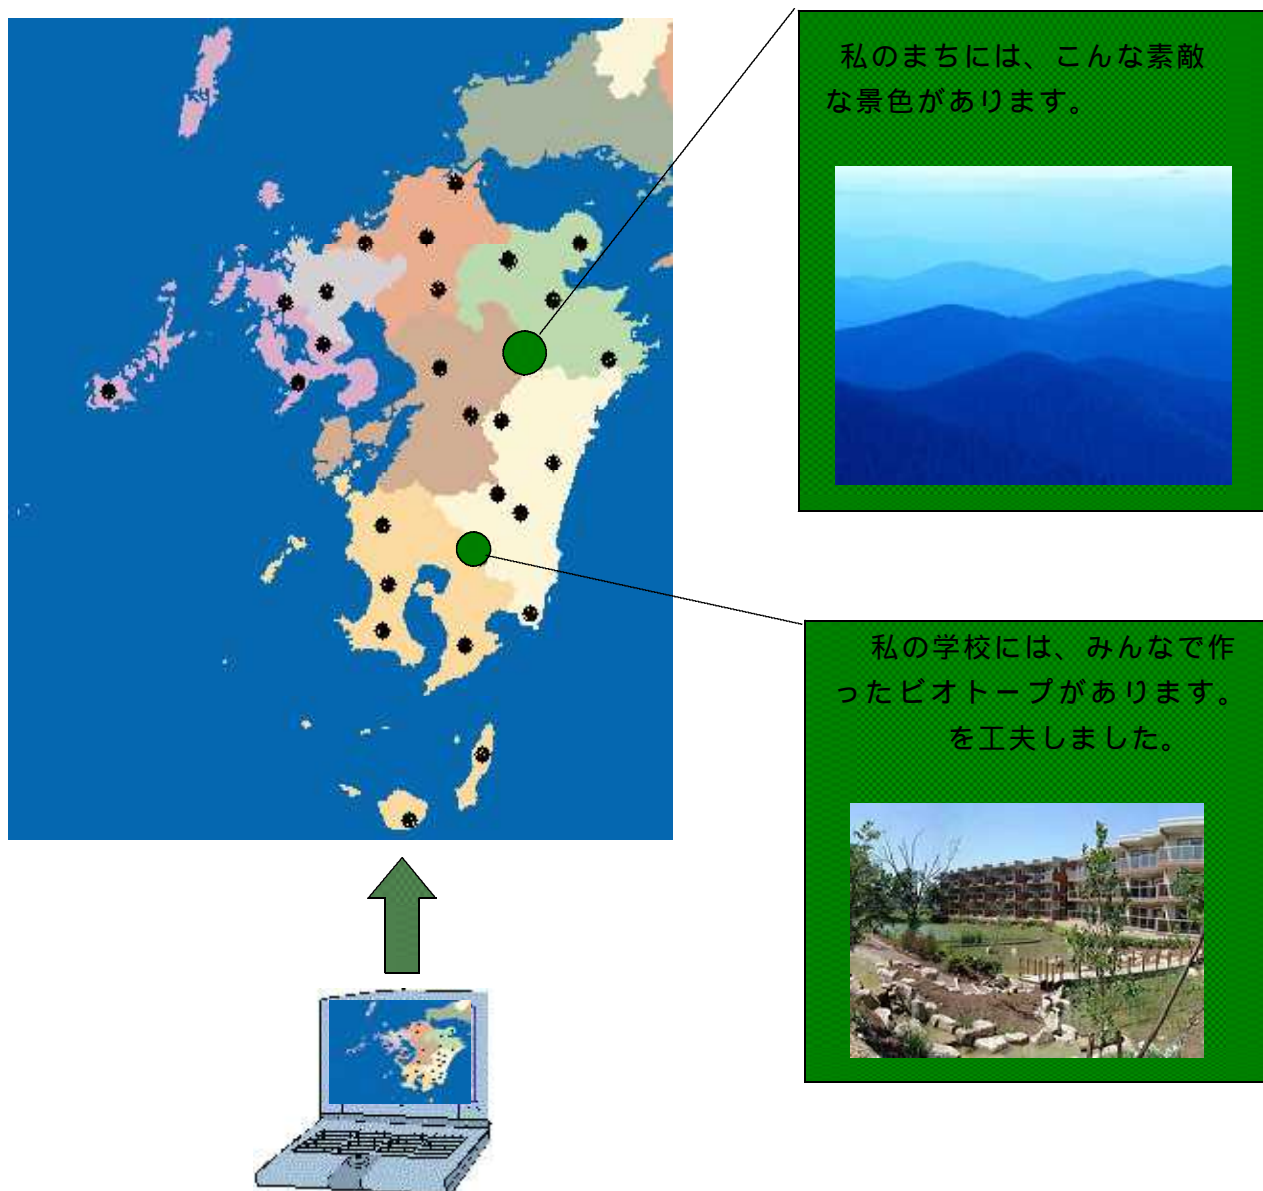 私のまちには、こんな素敵
な景色があります。
私の学校には、みんなで作
ったビオトープがあります。
を工夫しました。